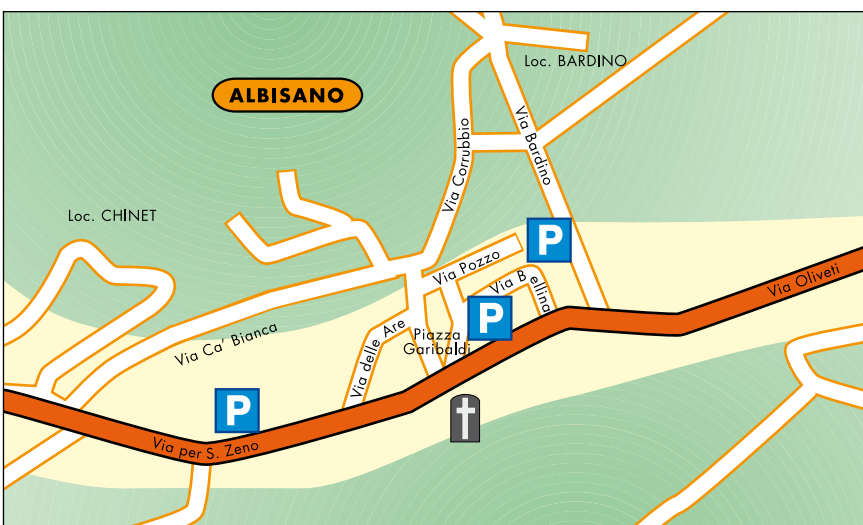 Loc. BARDINO
ALBISANO
Via Bardino
Via Corrubbio
Loc. CHINET
P
Via Pozzo
Via Bellina
Via Oliveti
P
Via delle Are
Piazza
Garibaldi
Via Ca' Bianca
P
Via per S. Zeno